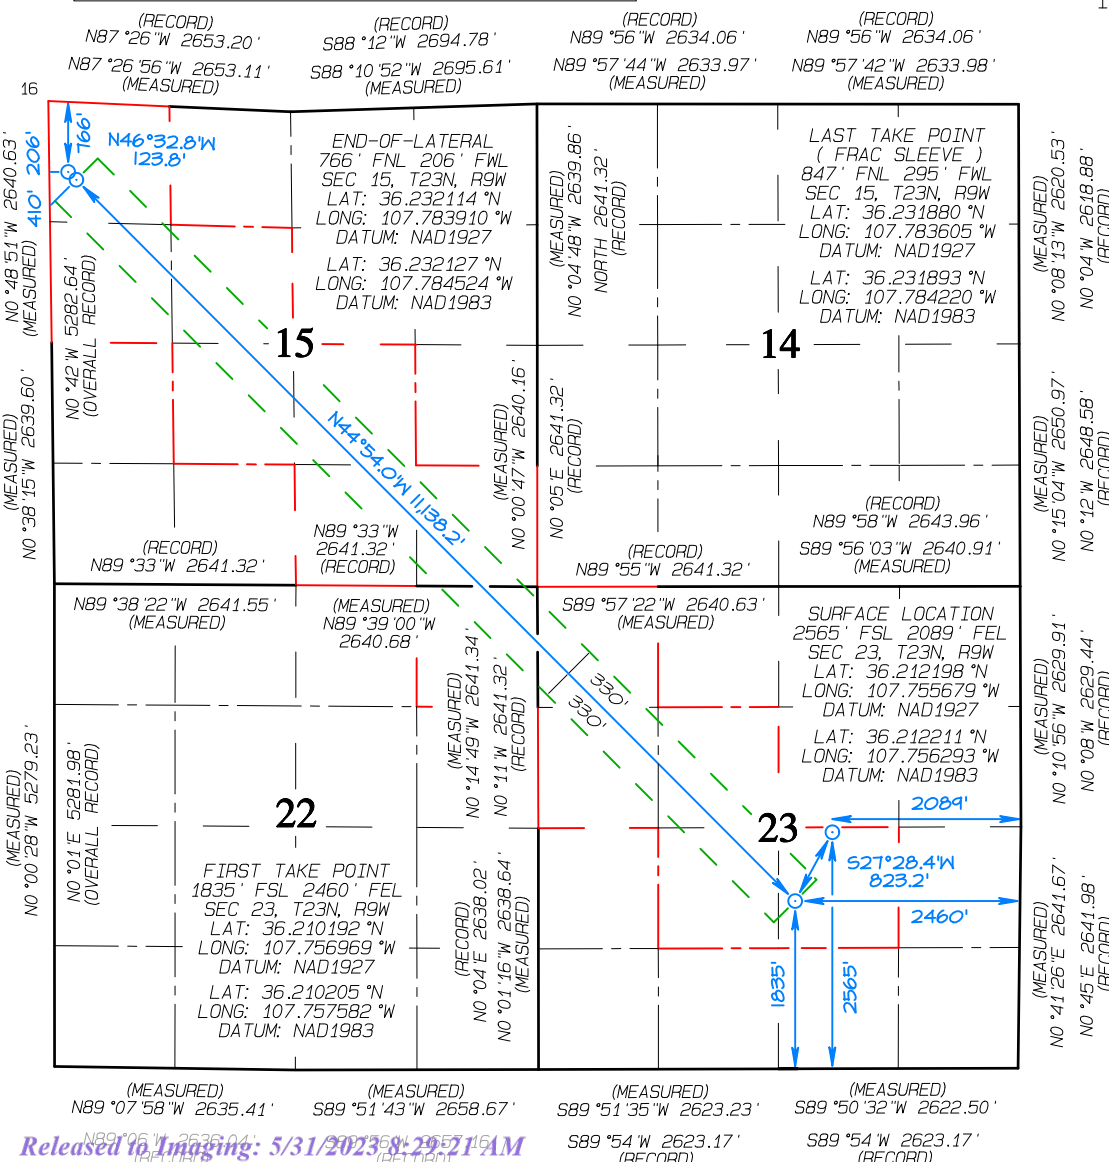 (RECORD)
N87°26"W 2653.20'
N87°26'56"W 2653.11'
(MEASURED)
(RECORD)
S88°12"W 2694.78'
S88°10'52"W 2695.61'
(MEASURED)
(RECORD)
N89°56"W 2634.06'
N89°57'44"W 2633.97'
(MEASURED)
(RECORD)
N89°56"W 2634.06'
N89°57'42"W 2633.98'
(MEASURED)
16
766'
206'
410'
N46°32.8'W
123.8'
N0°48'51"W 2640.63'
(MEASURED)
N0°42'W 5282.64'
(OVERALL RECORD)
(MEASURED)
N0°38'15"W 2639.60'
END-OF-LATERAL
766' FNL 206' FWL
SEC 15, T23N, R9W
LAT: 36.232114 °N
LONG: 107.783910 °W
DATUM: NAD1927
LAT: 36.232127 °N
LONG: 107.784524 °W
DATUM: NAD1983
15
(MEASURED)
N0°04'48"W 2639.86'
NORTH 2641.32'
(RECORD)
LAST TAKE POINT
( FRAC SLEEVE )
847' FNL 295' FWL
SEC 15, T23N, R9W
LAT: 36.231880 °N
LONG: 107.783605 °W
DATUM: NAD1927
LAT: 36.231893 °N
LONG: 107.784220 °W
DATUM: NAD1983
14
(MEASURED)
N0°08'13"W 2620.53'
N0°04'W 2618.88'
(RECORD)
N44°54.0'W 11,138.2'
(MEASURED)
N0°00'47"W 2640.16'
N0°05'E 2641.32'
(RECORD)
(MEASURED)
N0°15'04"W 2650.97'
N0°12'W 2648.58'
(RECORD)
(RECORD)
N89°33"W 2641.32'
N89°33"W
2641.32'
(RECORD)
(RECORD)
N89°55"W 2641.32'
(RECORD)
N89°58"W 2643.96'
S89°56'03"W 2640.91'
(MEASURED)
N89°38'22"W 2641.55'
(MEASURED)
(MEASURED)
N89°39'00"W
2640.68'
S89°57'22"W 2640.63'
(MEASURED)
SURFACE LOCATION
2565' FSL 2089' FEL
SEC 23, T23N, R9W
LAT: 36.212198 °N
LONG: 107.755679 °W
DATUM: NAD1927
LAT: 36.212211 °N
LONG: 107.756293 °W
DATUM: NAD1983
(MEASURED)
N0°14'49"W 2641.34'
N0°11'W 2641.32'
(RECORD)
330'
330'
(MEASURED)
N0°10'56"W 2629.91'
N0°08'W 2629.44'
(RECORD)
(MEASURED)
N0°00'28"W 5279.23'
N0°01'E 5281.98'
(OVERALL RECORD)
22
23
2089'
S27°28.4'W
823.2'
2460'
1835'
2565'
FIRST TAKE POINT
1835' FSL 2460' FEL
SEC 23, T23N, R9W
LAT: 36.210192 °N
LONG: 107.756969 °W
DATUM: NAD1927
LAT: 36.210205 °N
LONG: 107.757582 °W
DATUM: NAD1983
(RECORD)
N0°04'E 2638.02'
N0°01'16"W 2638.64'
(MEASURED)
(MEASURED)
N0°41'26"E 2641.67'
N0°45'E 2641.98'
(RECORD)
(MEASURED)
N89°07'58"W 2635.41'
N89°06"W 2636.04'
(RECORD)
(MEASURED)
S89°51'43"W 2658.67'
S89°56"W 2657.16'
(RECORD)
(MEASURED)
S89°51'35"W 2623.23'
S89°54"W 2623.17'
(RECORD)
(MEASURED)
S89°50'32"W 2622.50'
S89°54"W 2623.17'
(RECORD)
Released to Imaging: 5/31/2023 8:29:21 AM